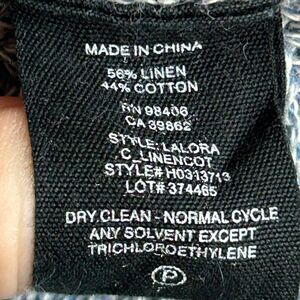 MADE IN CHINA
56% LINEN
44% COTTON
RN 98406
CA 39862
STYLE: LALORA
C_LINENCOT
STYLE# H0313713
LOT# 374465
DRY CLEAN - NORMAL CYCLE
ANY SOLVENT EXCEPT
TRICHLOROETHYLENE
P